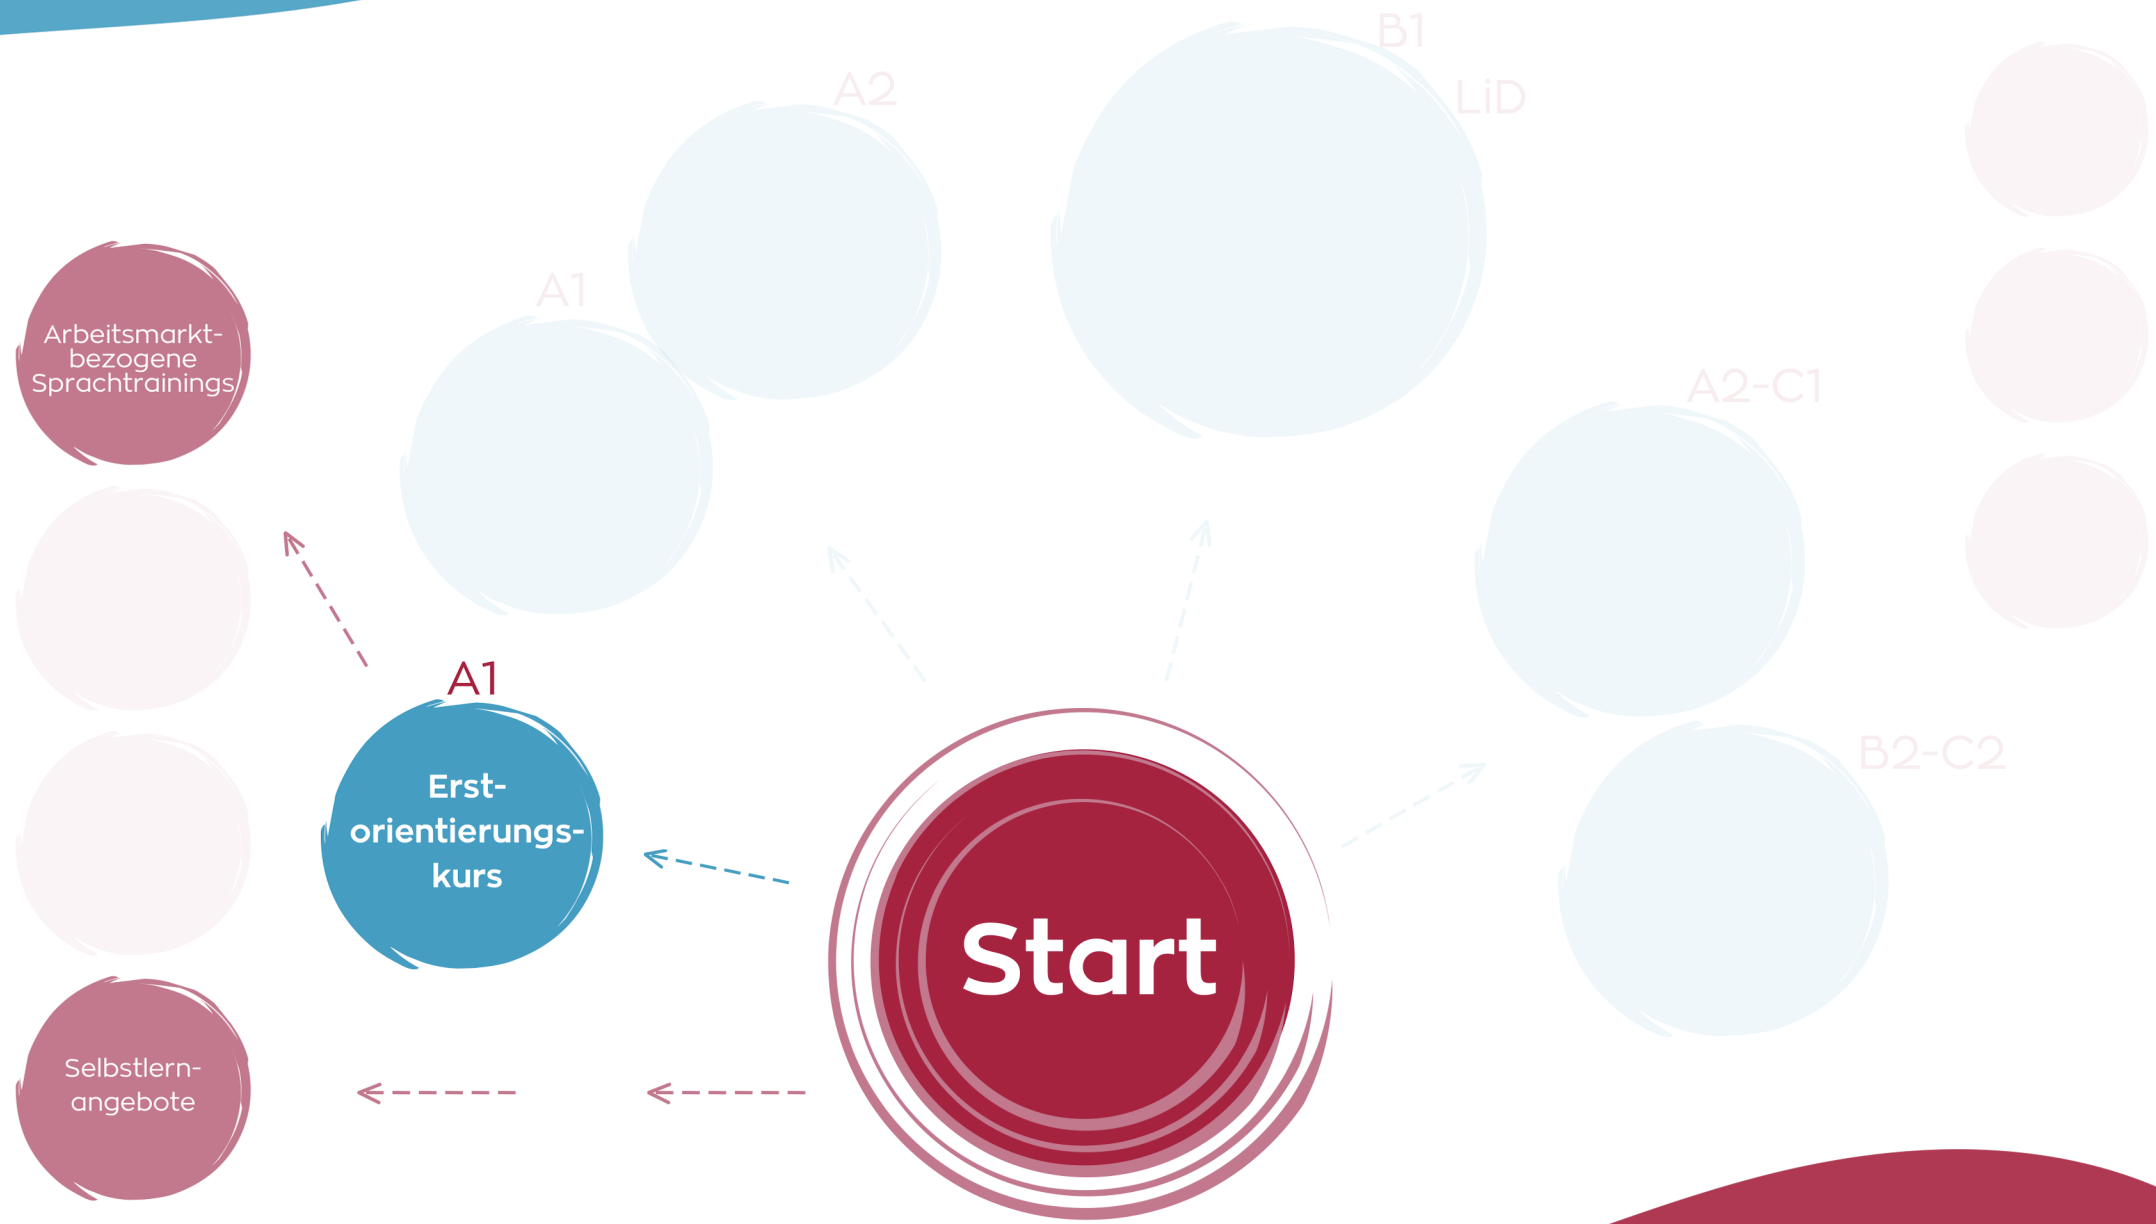 B1
LiD
A2
A1
A2-C1
B2-C2
Arbeitsmarkt-
bezogene
Sprachtrainings
A1
Erst-
orientierungs-
kurs
Start
Selbstlern-
angebote